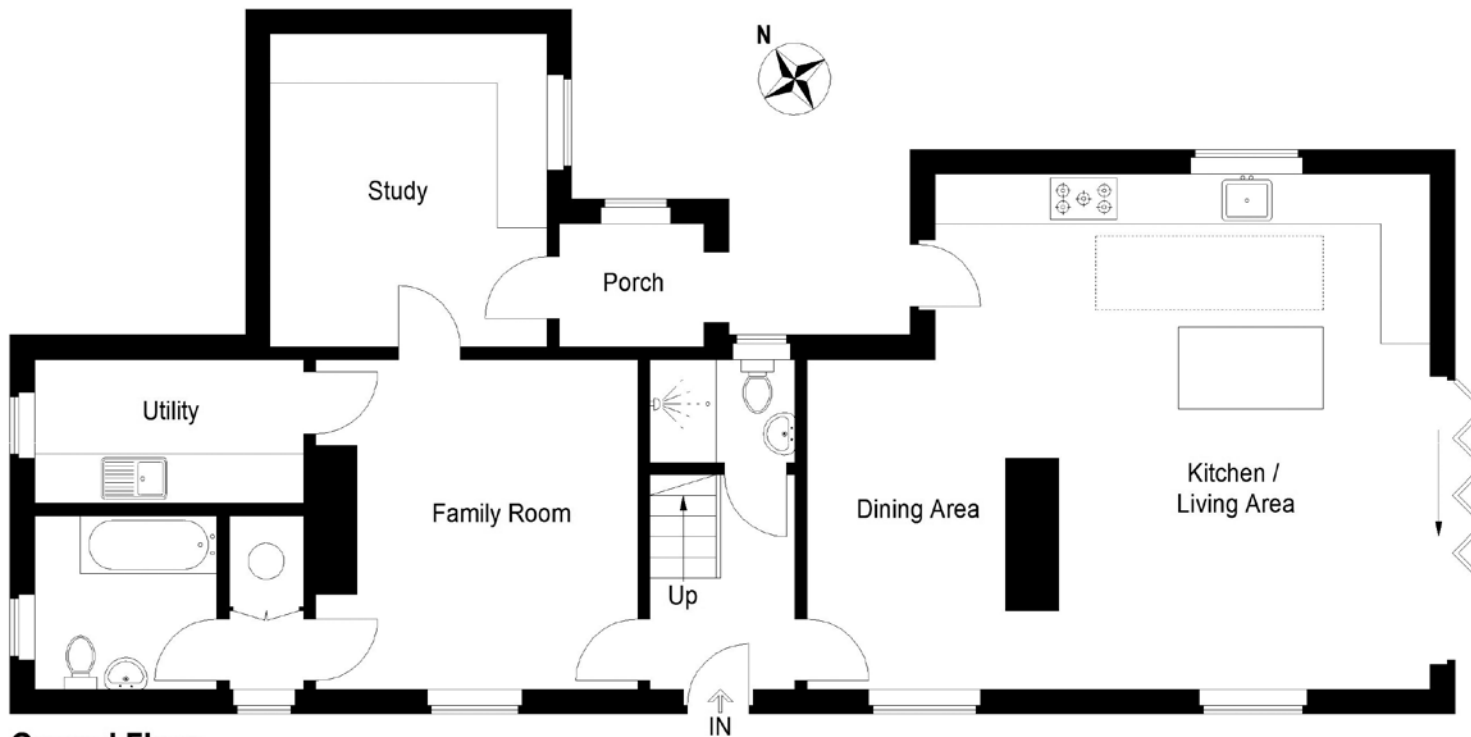 N
Study
Porch
Utility
Family Room
Dining Area
Kitchen /
Living Area
Up
IN